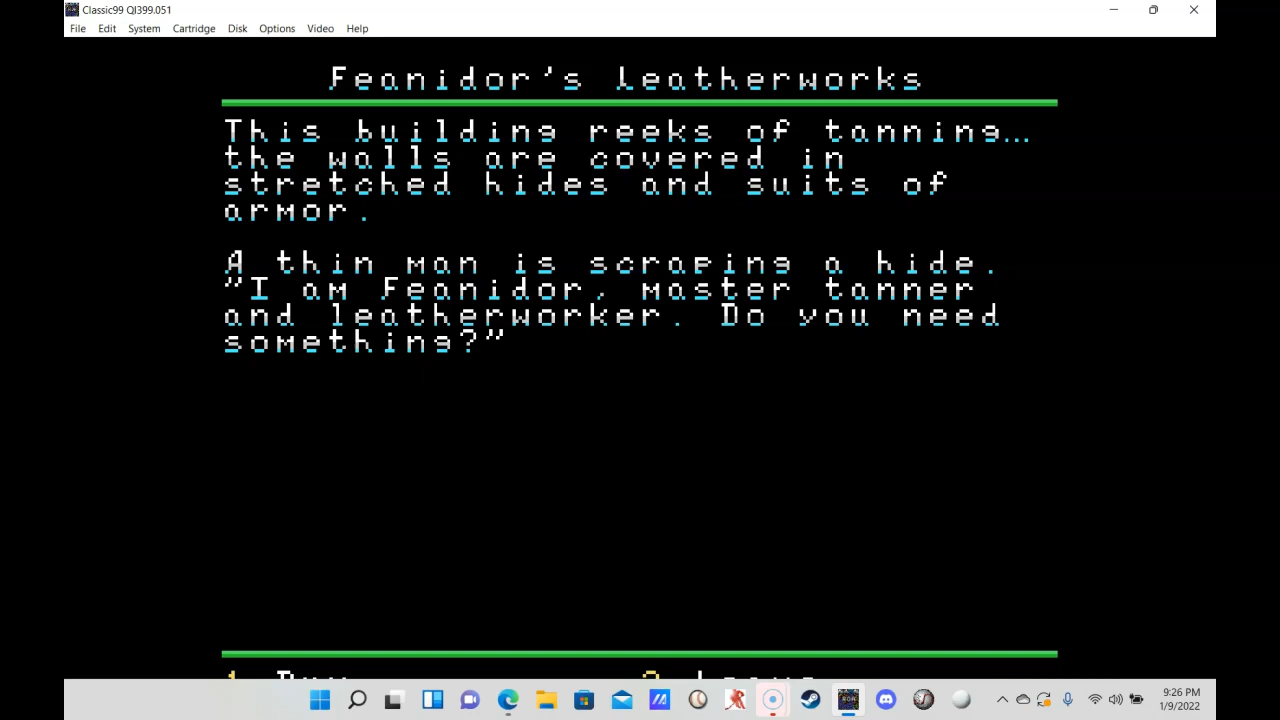 Classic99 QI399.051
File Edit System Cartridge Disk Options Video Help
Feanidor's Leatherworks
This building reeks of tanning...
the walls are covered in
stretched hides and suits of
armor.
A thin man is scraping a hide.
"I am Feanidor, master tanner
and leatherworker. Do you need
something?"
9:26 PM
1/9/2022